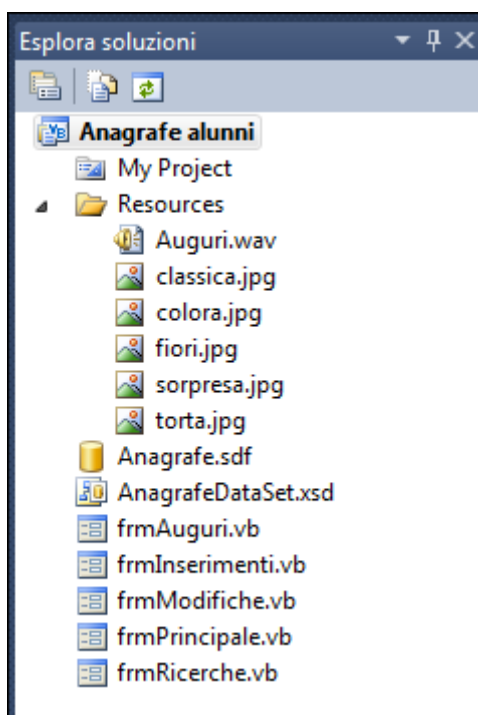 Esplora soluzioni
Anagrafe alunni
My Project
Resources
Auguri.wav
classica.jpg
colora.jpg
fiori.jpg
sorpresa.jpg
torta.jpg
Anagrafe.sdf
AnagrafeDataSet.xsd
frmAuguri.vb
frmInserimenti.vb
frmModifiche.vb
frmPrincipale.vb
frmRicerche.vb